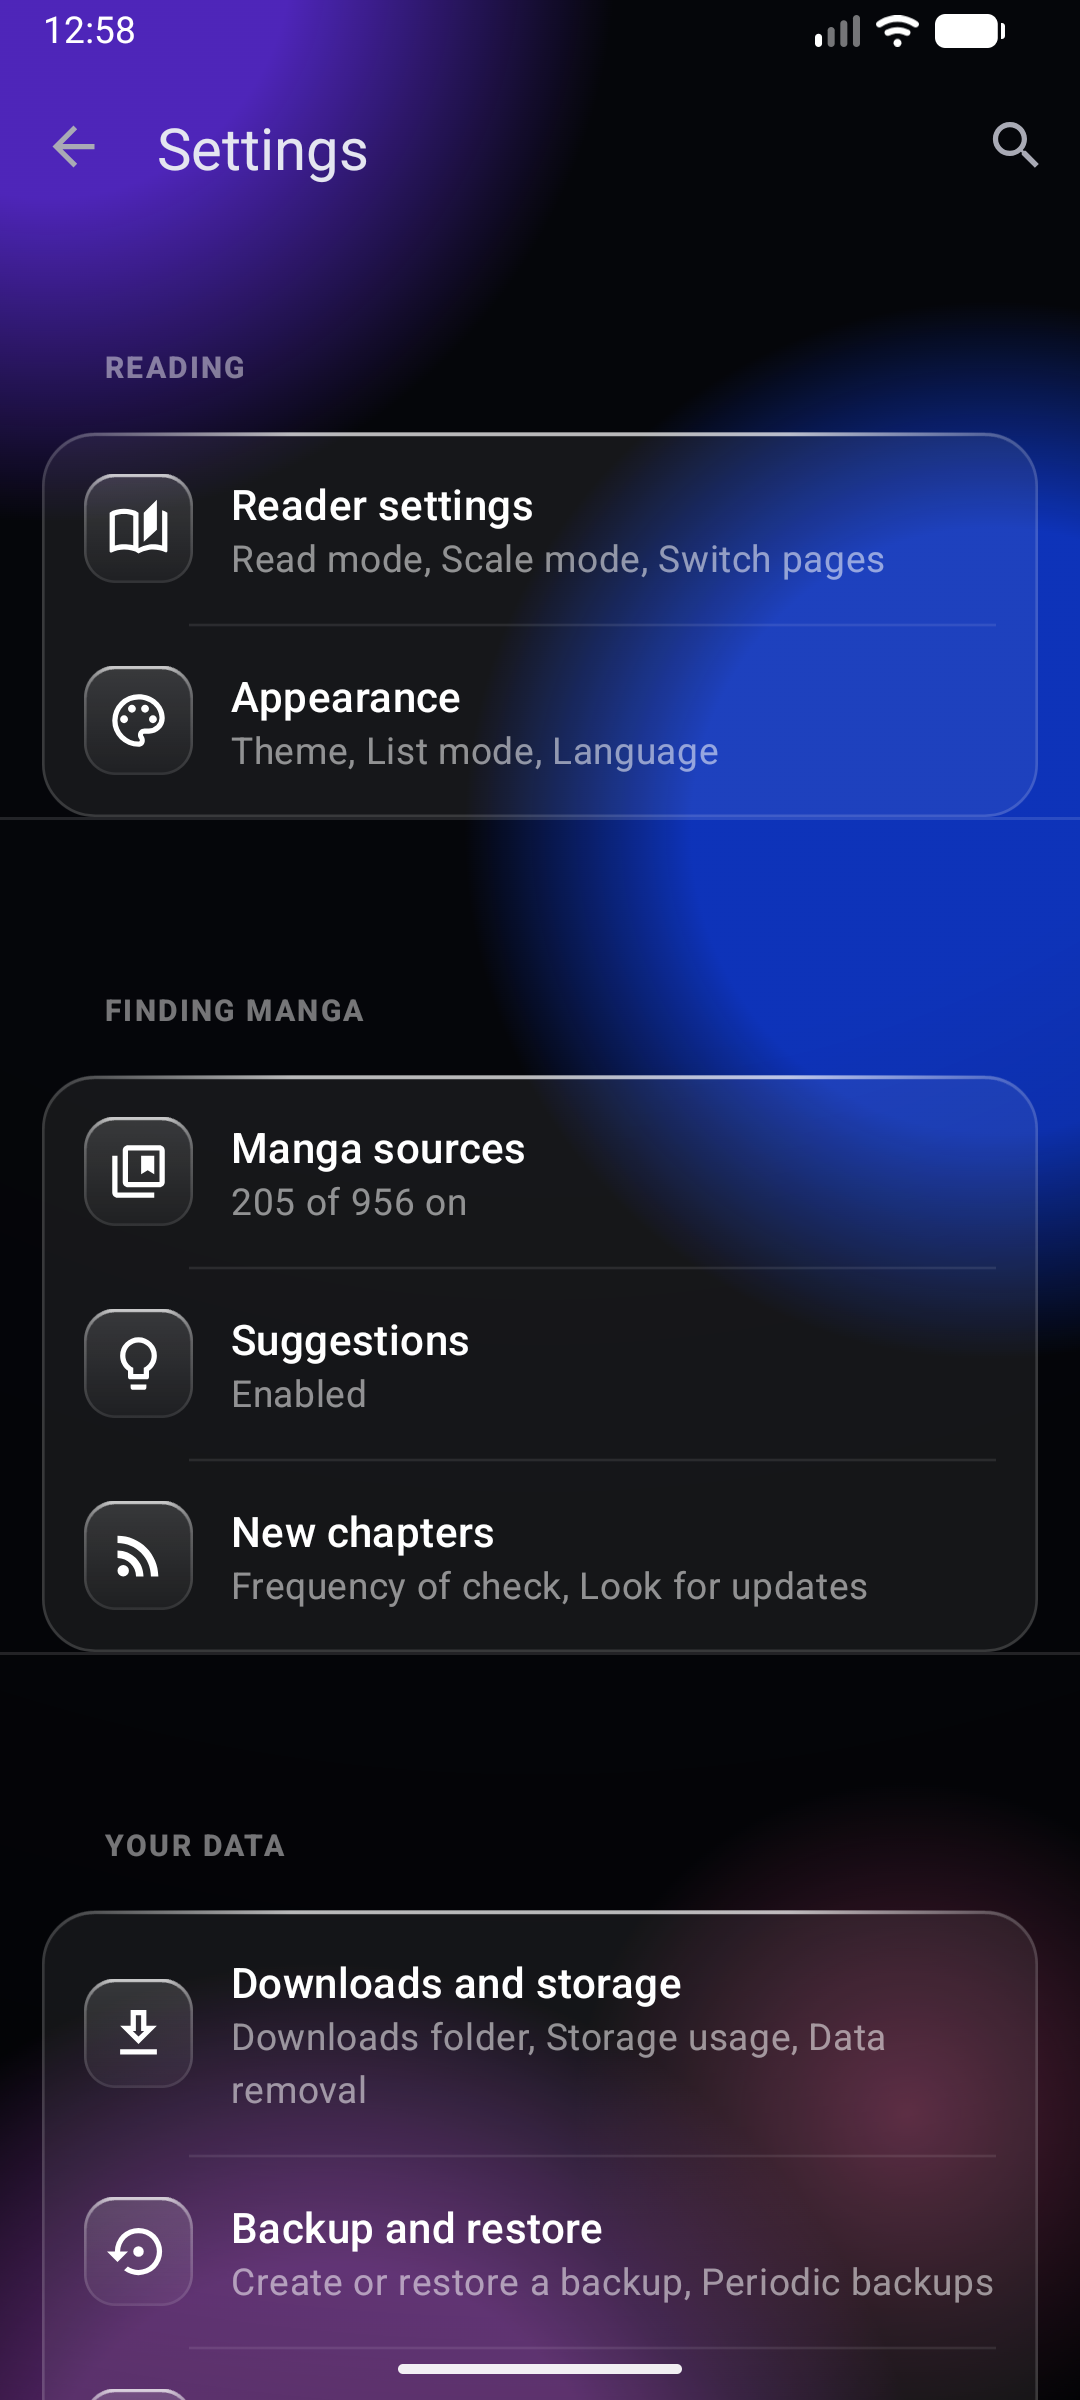 12:58
Settings
READING
Reader settings
Read mode, Scale mode, Switch pages
Appearance
Theme, List mode, Language
FINDING MANGA
Manga sources
205 of 956 on
Suggestions
Enabled
New chapters
Frequency of check, Look for updates
YOUR DATA
Downloads and storage
Downloads folder, Storage usage, Data
removal
Backup and restore
Create or restore a backup, Periodic backups